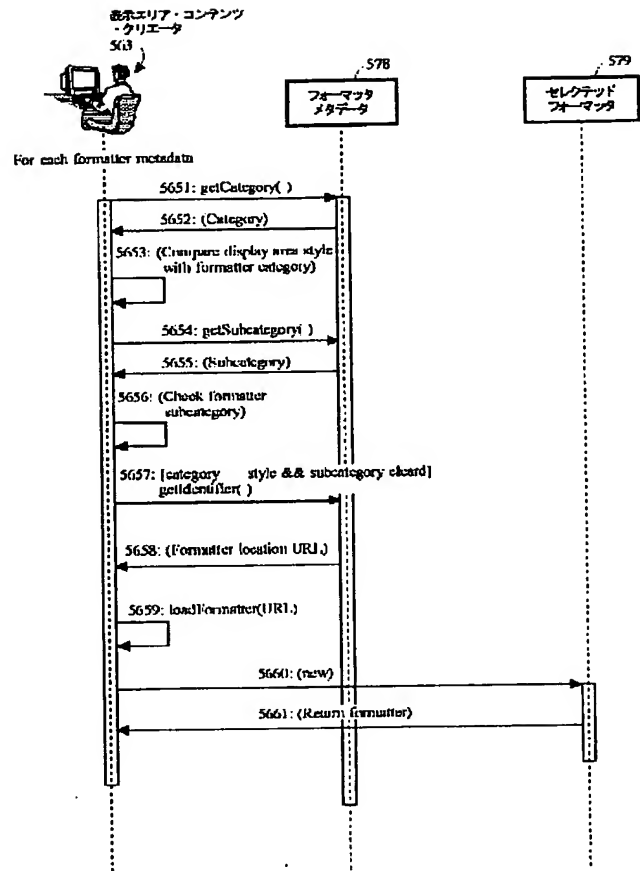 表示エリア・コンテンツ
・クリエータ
563
578
579
フォーマッタ
メタデータ
セレクテッド
フォーマッタ
For each formatter metadata
5651: getCategory( )
5652: (Category)
5653: (Compare display area style
with formatter category)
5654: getSubcategory( )
5655: (Subcategory)
5656: (Check formatter
subcategory)
5657: [category style && subcategory cleard]
getIdentifier( )
5658: (Formatter location URL)
5659: loadFormatter(URL)
5660: (new)
5661: (Return formatter)